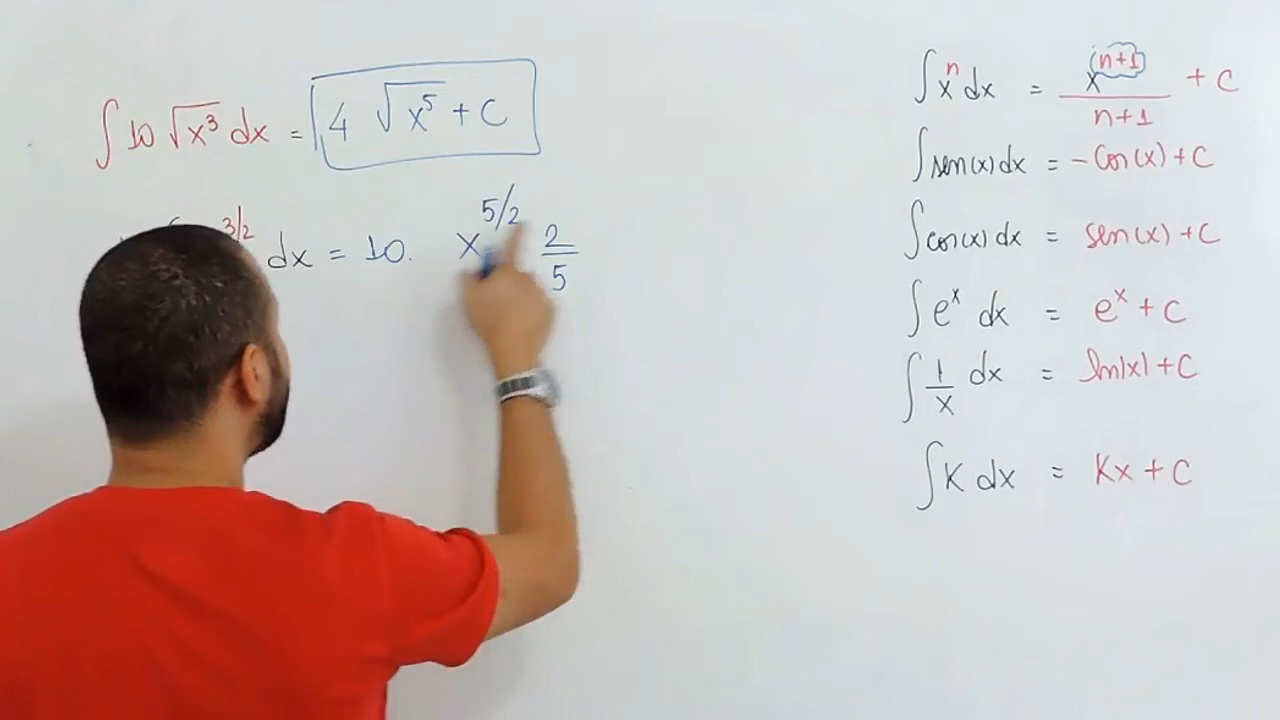 ∫ 10 √x³ dx = 4 √x⁵ + C
3/2 dx = 10. x^5/2 2/5
∫ xⁿ dx = x^(n+1) / n+1 + C
∫ sen(x) dx = - Cos(x) + C
∫ cos(x) dx = sen(x) + C
∫ eˣ dx = eˣ + C
∫ 1/x dx = ln|x| + C
∫ K dx = Kx + C